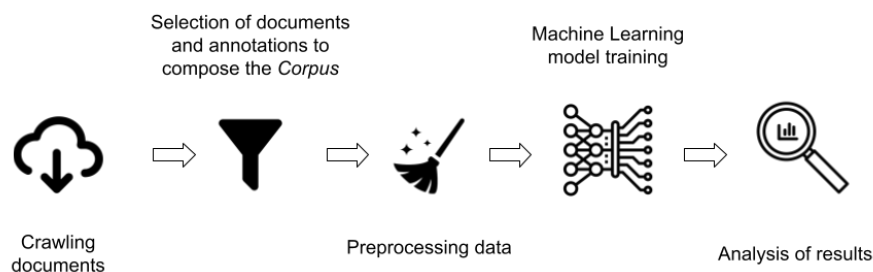 Selection of documents
and annotations to
compose the Corpus
Machine Learning
model training
Crawling
documents
Preprocessing data
Analysis of results